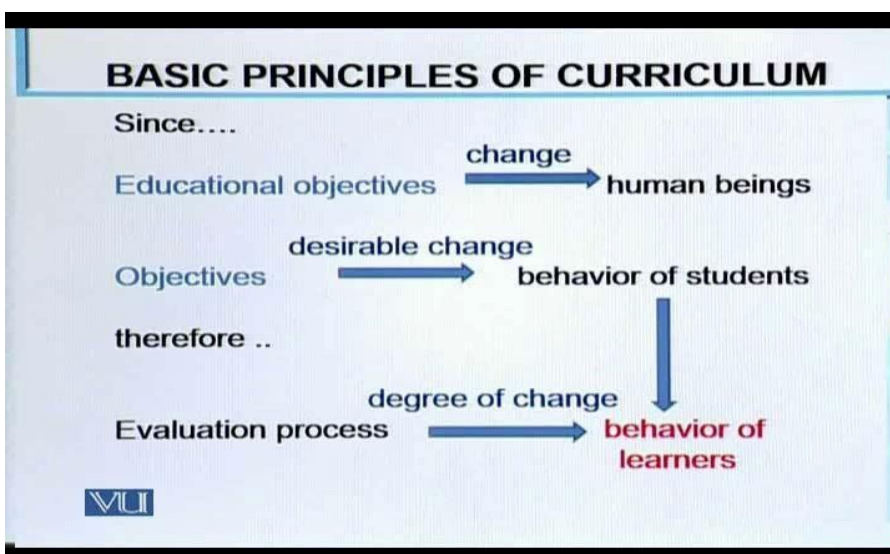 BASIC PRINCIPLES OF CURRICULUM
Since....
change
Educational objectives human beings
desirable change
Objectives behavior of students
therefore ..
degree of change
Evaluation process behavior of
learners
VU